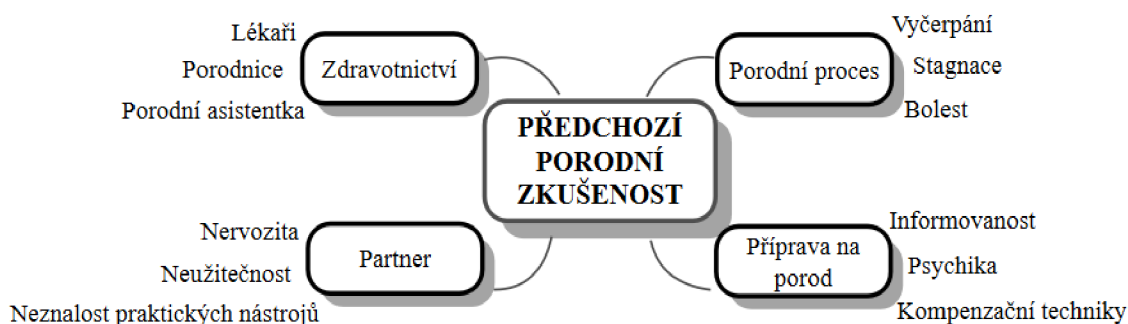 Lékaři
Porodnice
Porodní asistentka
Zdravotnictví
Porodní proces
Vyčerpání
Stagnace
Bolest
PŘEDCHOZÍ
PORODNÍ
ZKUŠENOST
Nervozita
Neužitečnost
Neznalost praktických nástrojů
Partner
Příprava na
porod
Informovanost
Psychika
Kompenzační techniky